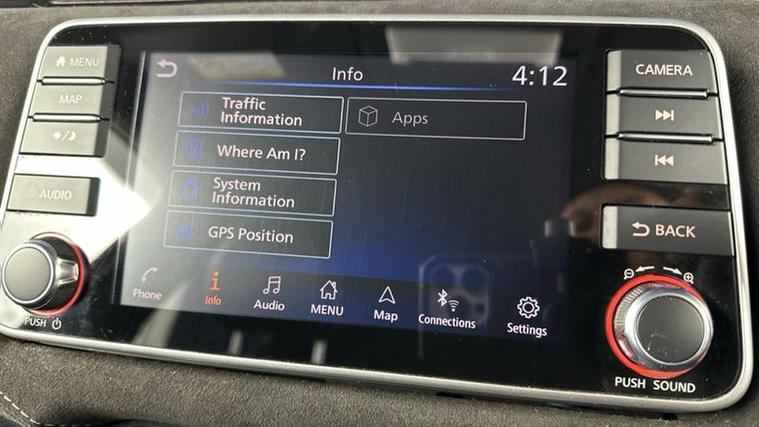 MENU
MAP
AUDIO
PUSH
Info
4:12
Traffic
Information
Apps
Where Am I?
System
Information
GPS Position
Phone
Info
Audio
MENU
Map
Connections
Settings
CAMERA
BACK
PUSH SOUND